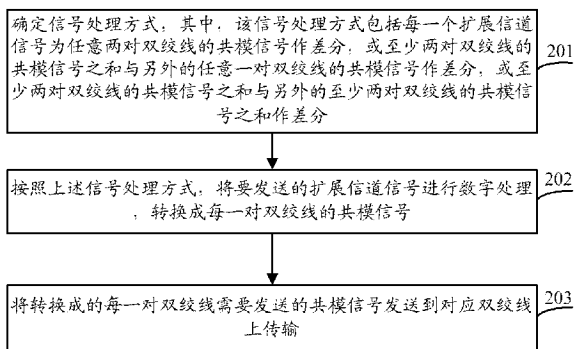 确定信号处理方式，其中，该信号处理方式包括每一个扩展信道
信号为任意两对双绞线的共模信号作差分，或至少两对双绞线的
共模信号之和与另外的任意一对双绞线的共模信号作差分，或至
少两对双绞线的共模信号之和与另外的至少两对双绞线的共模信
号之和作差分
201
按照上述信号处理方式，将要发送的扩展信道信号进行数字处理
，转换成每一对双绞线的共模信号
202
将转换成的每一对双绞线需要发送的共模信号发送到对应双绞线
上传输
203